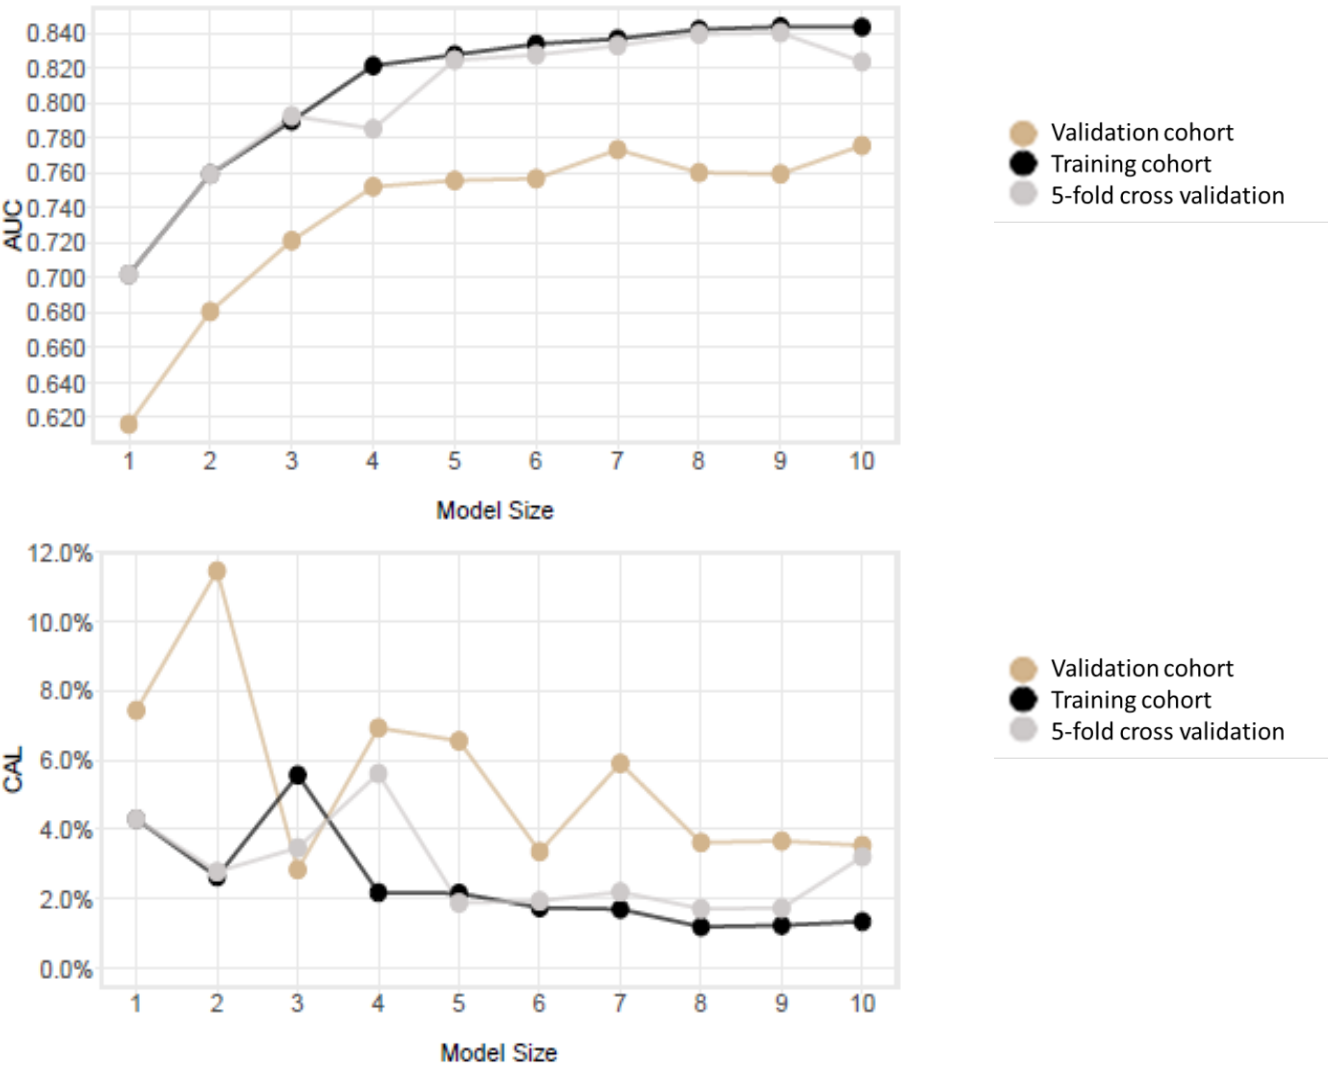 0.840
0.820
0.800
0.780
0.760
0.740
0.720
0.700
0.680
0.660
0.640
0.620
AUC
1 2 3 4 5 6 7 8 9 10
Model Size
Validation cohort
Training cohort
5-fold cross validation
12.0%
10.0%
8.0%
6.0%
4.0%
2.0%
0.0%
CAL
1 2 3 4 5 6 7 8 9 10
Model Size
Validation cohort
Training cohort
5-fold cross validation